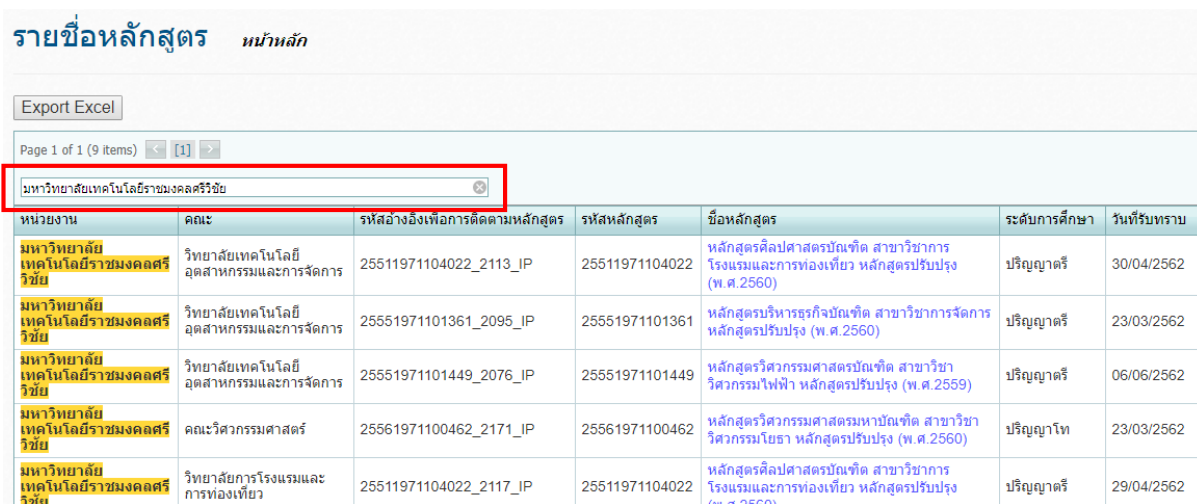 รายชื่อหลักสูตร หน้าหลัก
Export Excel
Page 1 of 1 (9 items) < [1] >
มหาวิทยาลัยเทคโนโลยีราชมงคลศรีวิชัย
หน่วยงาน คณะ รหัสอ้างอิงเพื่อการติดตามหลักสูตร รหัสหลักสูตร ชื่อหลักสูตร ระดับการศึกษา วันที่รับทราบ
มหาวิทยาลัย
เทคโนโลยีราชมงคลศรี
วิชัย
วิทยาลัยเทคโนโลยี
อุตสาหกรรมและการจัดการ
25511971104022_2113_IP
25511971104022
หลักสูตรศิลปศาสตรบัณฑิต สาขาวิชาการ
โรงแรมและการท่องเที่ยว หลักสูตรปรับปรุง
(พ.ศ.2560)
ปริญญาตรี
30/04/2562
มหาวิทยาลัย
เทคโนโลยีราชมงคลศรี
วิชัย
วิทยาลัยเทคโนโลยี
อุตสาหกรรมและการจัดการ
25551971101361_2095_IP
25551971101361
หลักสูตรบริหารธุรกิจบัณฑิต สาขาวิชาการจัดการ
หลักสูตรปรับปรุง (พ.ศ.2560)
ปริญญาตรี
23/03/2562
มหาวิทยาลัย
เทคโนโลยีราชมงคลศรี
วิชัย
วิทยาลัยเทคโนโลยี
อุตสาหกรรมและการจัดการ
25551971101449_2076_IP
25551971101449
หลักสูตรวิศวกรรมศาสตรบัณฑิต สาขาวิชา
วิศวกรรมไฟฟ้า หลักสูตรปรับปรุง (พ.ศ.2559)
ปริญญาตรี
06/06/2562
มหาวิทยาลัย
เทคโนโลยีราชมงคลศรี
วิชัย
คณะวิศวกรรมศาสตร์
25561971100462_2171_IP
25561971100462
หลักสูตรวิศวกรรมศาสตรมหาบัณฑิต สาขาวิชา
วิศวกรรมโยธา หลักสูตรปรับปรุง (พ.ศ.2560)
ปริญญาโท
23/03/2562
มหาวิทยาลัย
เทคโนโลยีราชมงคลศรี
วิชัย
วิทยาลัยการโรงแรมและ
การท่องเที่ยว
25511971104022_2117_IP
25511971104022
หลักสูตรศิลปศาสตรบัณฑิต สาขาวิชาการ
โรงแรมและการท่องเที่ยว หลักสูตรปรับปรุง
(พ.ศ.2560)
ปริญญาตรี
29/04/2562